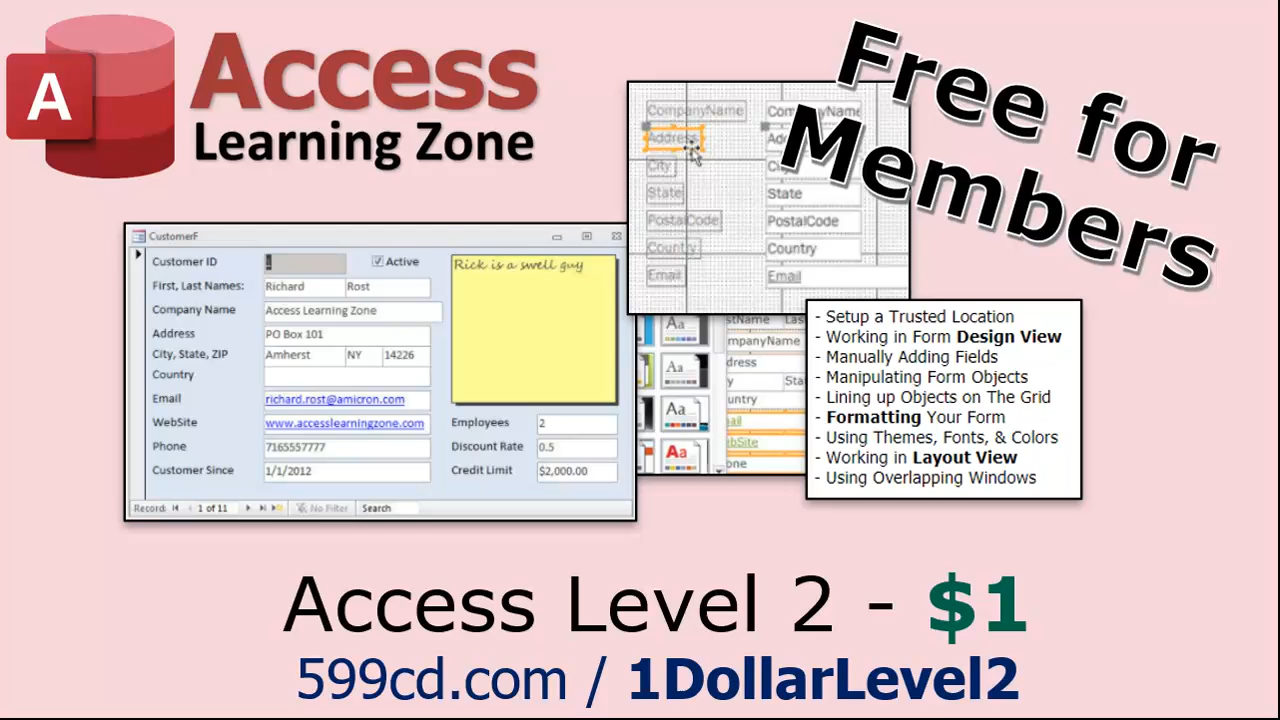 A
Access
Learning Zone
Free for
Members
CompanyName CompanyName
Address
City
State State
PostalCode PostalCode
Country Country
Email Email
CustomerF
Customer ID Active
First, Last Names: Richard Rost
Company Name Access Learning Zone
Address PO Box 101
City, State, ZIP Amherst NY 14226
Country
Email richard.rost@amicron.com
WebSite www.accesslearningzone.com
Phone 7165557777
Customer Since 1/1/2012
Rick is a swell guy
Employees 2
Discount Rate 0.5
Credit Limit $2,000.00
Record: 1 of 11 No Filter Search
Aa
Aa
Aa
Aa
- Setup a Trusted Location
- Working in Form Design View
- Manually Adding Fields
- Manipulating Form Objects
- Lining up Objects on The Grid
- Formatting Your Form
- Using Themes, Fonts, & Colors
- Working in Layout View
- Using Overlapping Windows
Access Level 2 - $1
599cd.com / 1DollarLevel2